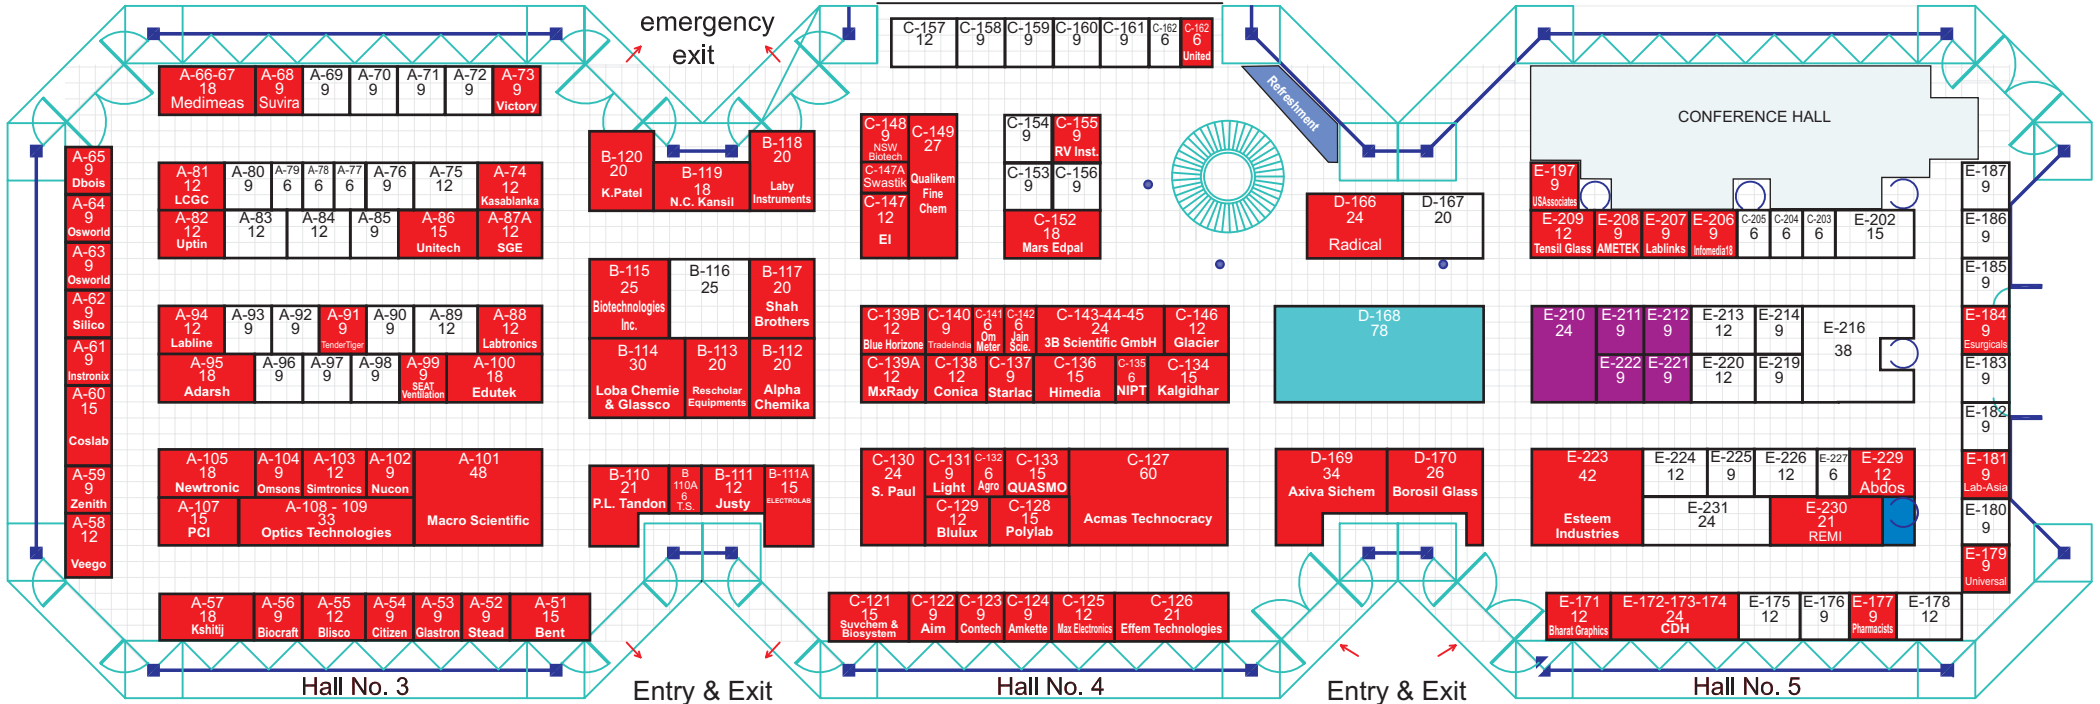 emergency
exit
C-157
12
C-158
9
C-159
9
C-160
9
C-161
9
C-162
6
C-162
6
United
Refreshment
CONFERENCE HALL
A-66-67
18
Medimeas
A-68
9
Suvira
A-69
9
A-70
9
A-71
9
A-72
9
A-73
9
Victory
A-65
9
Dbois
A-64
9
Osworld
A-63
9
Osworld
A-62
9
Silico
A-61
9
Instronix
A-60
15
Coslab
A-59
9
Zenith
A-58
12
Veego
A-81
12
LCGC
A-80
9
A-79
6
A-78
6
A-77
6
A-76
9
A-75
12
A-74
12
Kasablanka
A-82
12
Uptin
A-83
12
A-84
12
A-85
9
A-86
15
Unitech
A-87A
12
SGE
A-94
12
Labline
A-93
9
A-92
9
A-91
9
TenderTiger
A-90
9
A-89
12
A-88
12
Labtronics
A-95
18
Adarsh
A-96
9
A-97
9
A-98
9
A-99
9
SEAT
Ventilation
A-100
18
Edutek
A-105
18
Newtronic
A-104
9
Omsons
A-103
12
Simtronics
A-102
9
Nucon
A-101
48
Macro Scientific
A-107
15
PCI
A-108 - 109
33
Optics Technologies
A-57
18
Kshitij
A-56
9
Biocraft
A-55
12
Blisco
A-54
9
Citizen
A-53
9
Glastron
A-52
9
Stead
A-51
15
Bent
Hall No. 3
B-120
20
K.Patel
B-119
18
N.C. Kansil
B-118
20
Laby
Instruments
B-115
25
Biotechnologies
Inc.
B-116
25
B-117
20
Shah
Brothers
B-114
30
Loba Chemie
& Glassco
B-113
20
Rescholar
Equipments
B-112
20
Alpha
Chemika
B-110
21
P.L. Tandon
B
110A
6
T.S.
B-111
12
Justy
B-111A
15
ELECTROLAB
Entry & Exit
C-148
9
NSW
Biotech
C-147A
Swastik
C-147
12
EI
C-149
27
Qualikem
Fine
Chem
C-154
9
C-155
9
RV Inst.
C-153
9
C-156
9
C-152
18
Mars Edpal
C-139B
12
Blue Horizone
C-140
9
TradeIndia
C-141
6
Om
Meter
C-142
6
Jain
Scie.
C-143-44-45
24
3B Scientific GmbH
C-146
12
Glacier
C-139A
12
MxRady
C-138
12
Conica
C-137
9
Starlac
C-136
15
Himedia
C-135
6
NIPT
C-134
15
Kalgidhar
C-130
24
S. Paul
C-131
9
Light
C-132
6
Agro
C-133
15
QUASMO
C-127
60
Acmas Technocracy
C-129
12
Blulux
C-128
15
Polylab
C-121
15
Suvchem &
Biosystem
C-122
9
Aim
C-123
9
Contech
C-124
9
Amkette
C-125
12
Max Electronics
C-126
21
Effem Technologies
Hall No. 4
D-166
24
Radical
D-167
20
D-168
78
D-169
34
Axiva Sichem
D-170
26
Borosil Glass
Entry & Exit
E-197
9
USAssociates
E-209
12
Tensil Glass
E-208
9
AMETEK
E-207
9
Lablinks
E-206
9
Infomedia18
C-205
6
C-204
6
C-203
6
E-202
15
E-210
24
E-211
9
E-212
9
E-213
12
E-214
9
E-216
38
E-222
9
E-221
9
E-220
12
E-219
9
E-223
42
Esteem
Industries
E-224
12
E-225
9
E-226
12
E-227
6
E-229
12
Abdos
E-231
24
E-230
21
REMI
E-171
12
Bharat Graphics
E-172-173-174
24
CDH
E-175
12
E-176
9
E-177
9
Pharmacists
E-178
12
E-187
9
E-186
9
E-185
9
E-184
9
Esurgicals
E-183
9
E-182
9
E-181
9
Lab-Asia
E-180
9
E-179
9
Universal
Hall No. 5